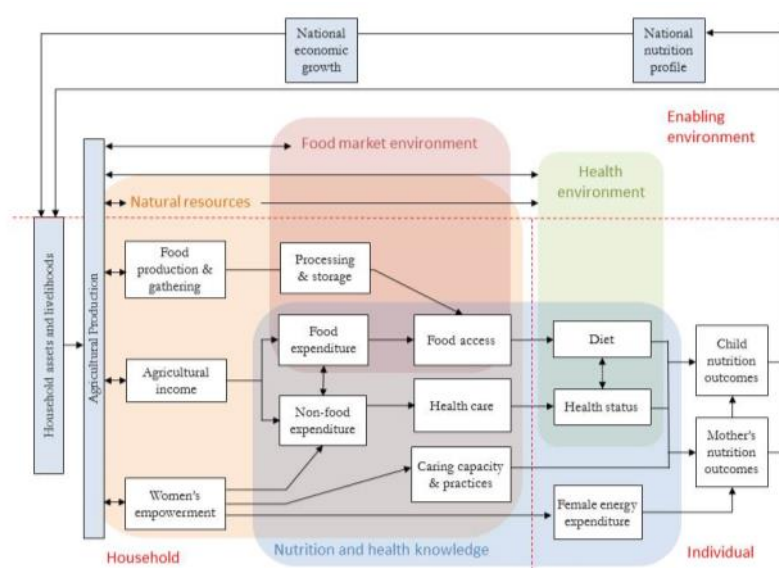 National
economic
growth
National
nutrition
profile
Enabling
environment
Food market environment
Health
environment
Natural resources
Household assets and livelihoods
Agricultural Production
Food
production &
gathering
Processing
& storage
Food
expenditure
Food access
Diet
Child
nutrition
outcomes
Agricultural
income
Non-food
expenditure
Health care
Health status
Mother's
nutrition
outcomes
Caring capacity
& practices
Women's
empowerment
Female energy
expenditure
Household
Nutrition and health knowledge
Individual